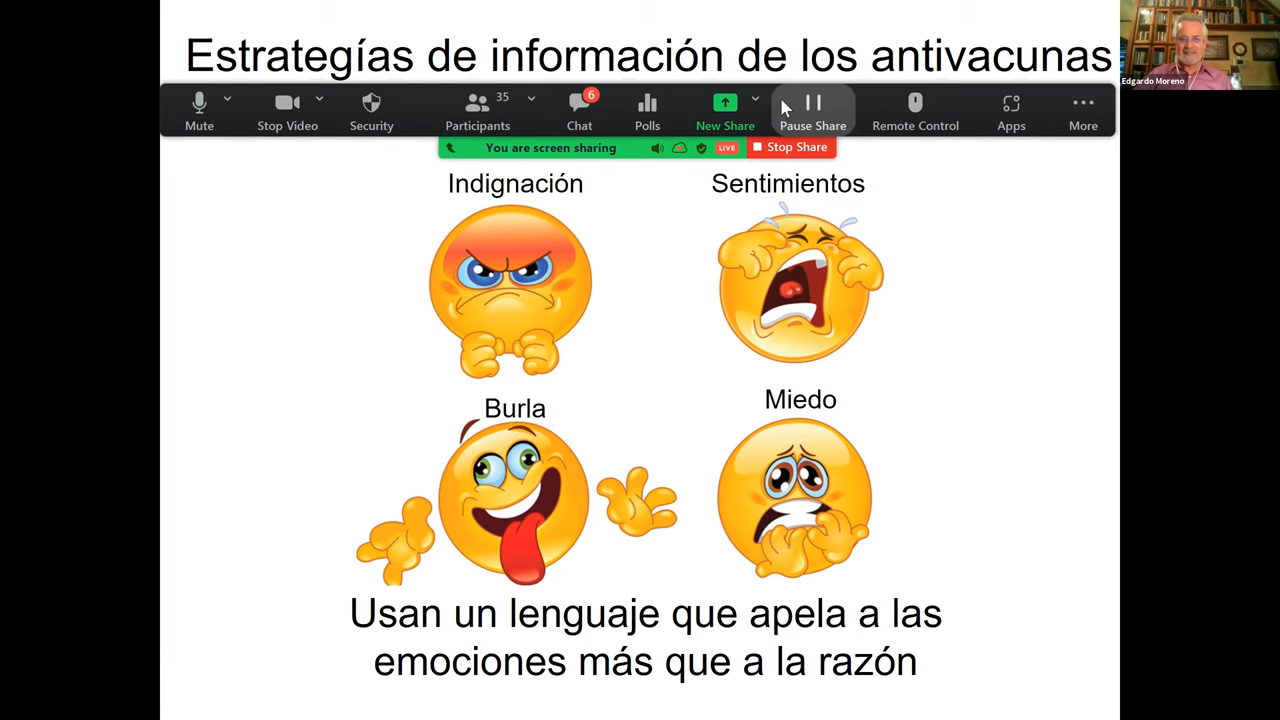 Estrategías de información de los antivacunas
Edgardo Moreno
35
6
Mute
Stop Video
Security
Participants
Chat
Polls
New Share
Pause Share
Remote Control
Apps
More
You are screen sharing
LIVE
Stop Share
Indignación
Sentimientos
Burla
Miedo
Usan un lenguaje que apela a las
emociones más que a la razón